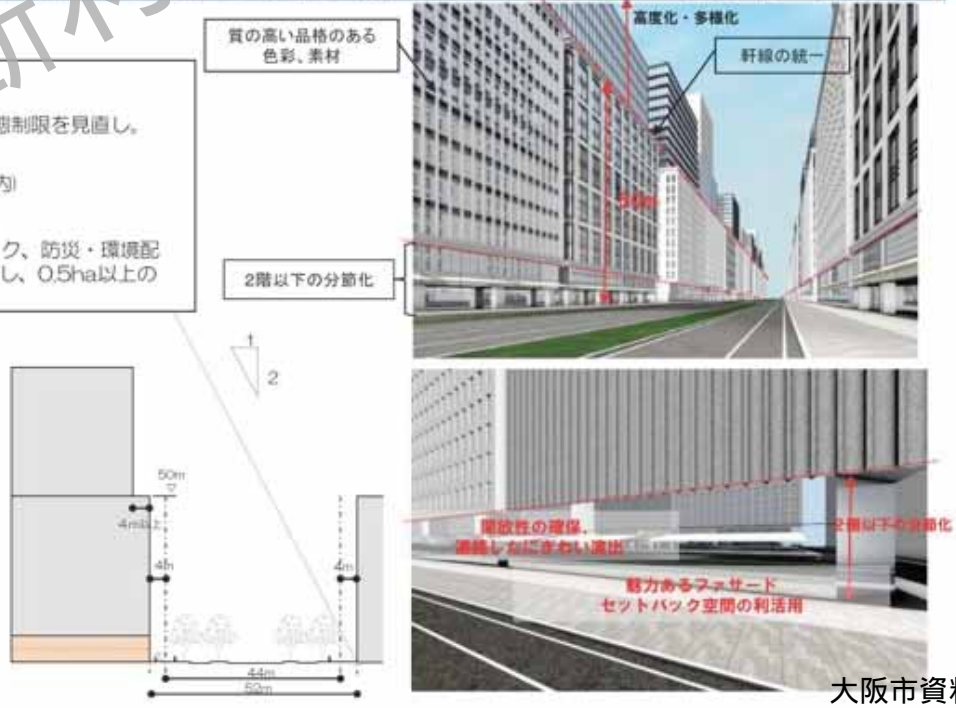 質の高い品格のある
色彩、素材
高度化・多様化
軒線の統一
態制限を見直し。
内)
ク、防災・環境配
し、0.5ha以上の
2階以下の分節化
50m
1
2
50m
4m以上
4m
4m
44m
52m
開放性の確保、
連続したにぎわい演出
2階以下の分節化
魅力あるファサード
セットバック空間の利活用
大阪市資料